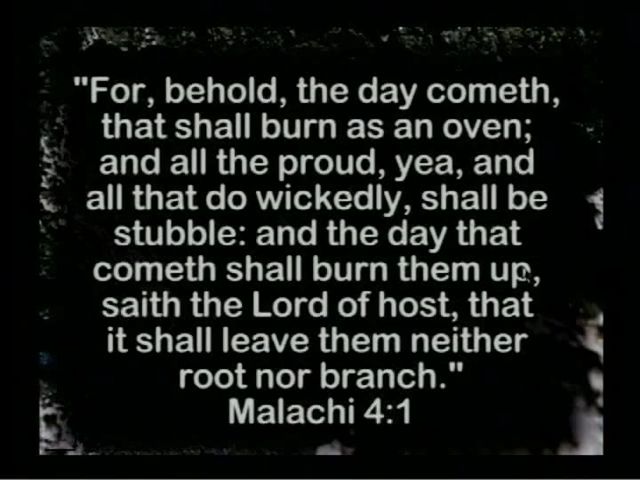 "For, behold, the day cometh,
that shall burn as an oven;
and all the proud, yea, and
all that do wickedly, shall be
stubble: and the day that
cometh shall burn them up,
saith the Lord of host, that
it shall leave them neither
root nor branch."
Malachi 4:1